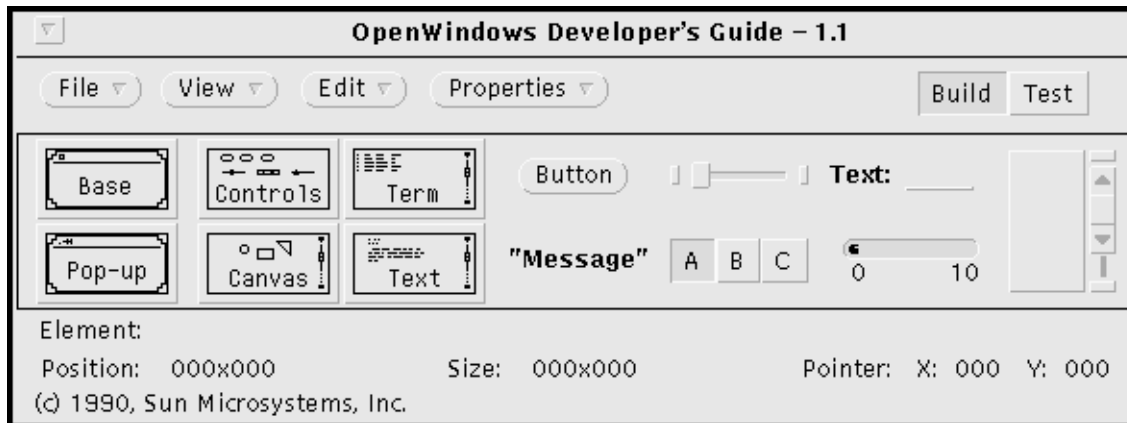 OpenWindows Developer's Guide – 1.1
File View Edit Properties Build Test
Base Controls Term Button Text:
Pop-up Canvas Text "Message" A B C 0 10
Element:
Position: 000x000 Size: 000x000 Pointer: X: 000 Y: 000
(c) 1990, Sun Microsystems, Inc.